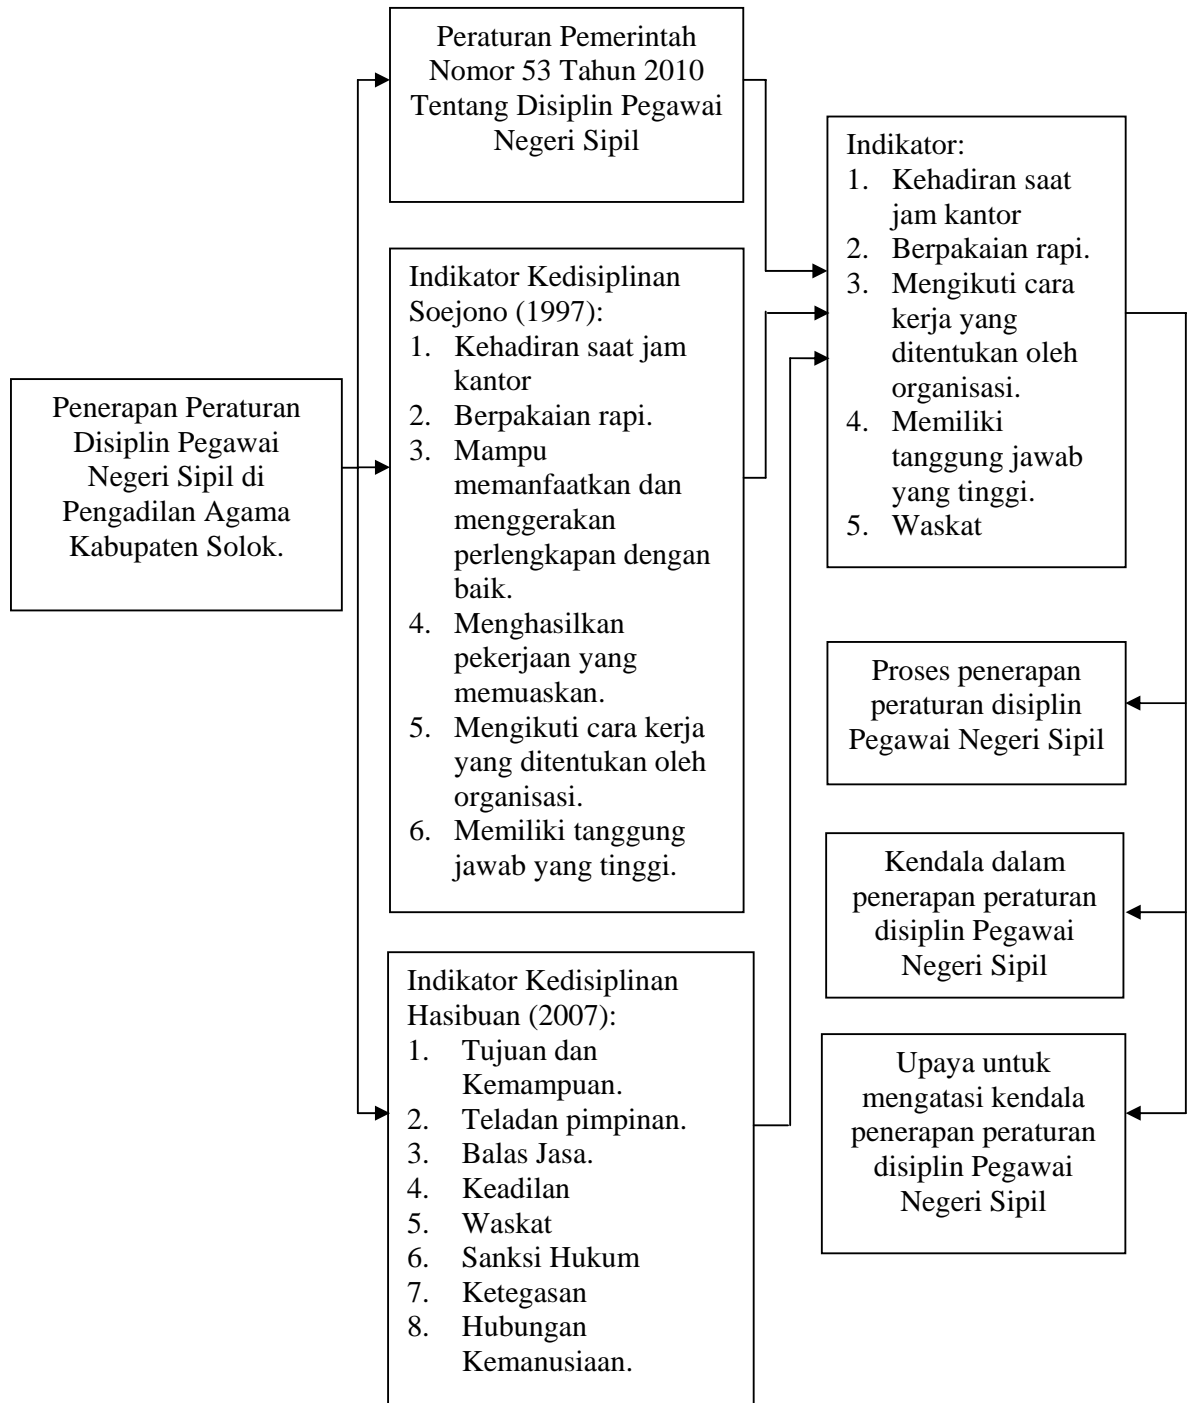 Penerapan Peraturan
Disiplin Pegawai
Negeri Sipil di
Pengadilan Agama
Kabupaten Solok.
Peraturan Pemerintah
Nomor 53 Tahun 2010
Tentang Disiplin Pegawai
Negeri Sipil
Indikator Kedisiplinan
Soejono (1997):
1. Kehadiran saat jam
kantor
2. Berpakaian rapi.
3. Mampu
memanfaatkan dan
menggerakan
perlengkapan dengan
baik.
4. Menghasilkan
pekerjaan yang
memuaskan.
5. Mengikuti cara kerja
yang ditentukan oleh
organisasi.
6. Memiliki tanggung
jawab yang tinggi.
Indikator Kedisiplinan
Hasibuan (2007):
1. Tujuan dan
Kemampuan.
2. Teladan pimpinan.
3. Balas Jasa.
4. Keadilan
5. Waskat
6. Sanksi Hukum
7. Ketegasan
8. Hubungan
Kemanusiaan.
Indikator:
1. Kehadiran saat
jam kantor
2. Berpakaian rapi.
3. Mengikuti cara
kerja yang
ditentukan oleh
organisasi.
4. Memiliki
tanggung jawab
yang tinggi.
5. Waskat
Proses penerapan
peraturan disiplin
Pegawai Negeri Sipil
Kendala dalam
penerapan peraturan
disiplin Pegawai
Negeri Sipil
Upaya untuk
mengatasi kendala
penerapan peraturan
disiplin Pegawai
Negeri Sipil